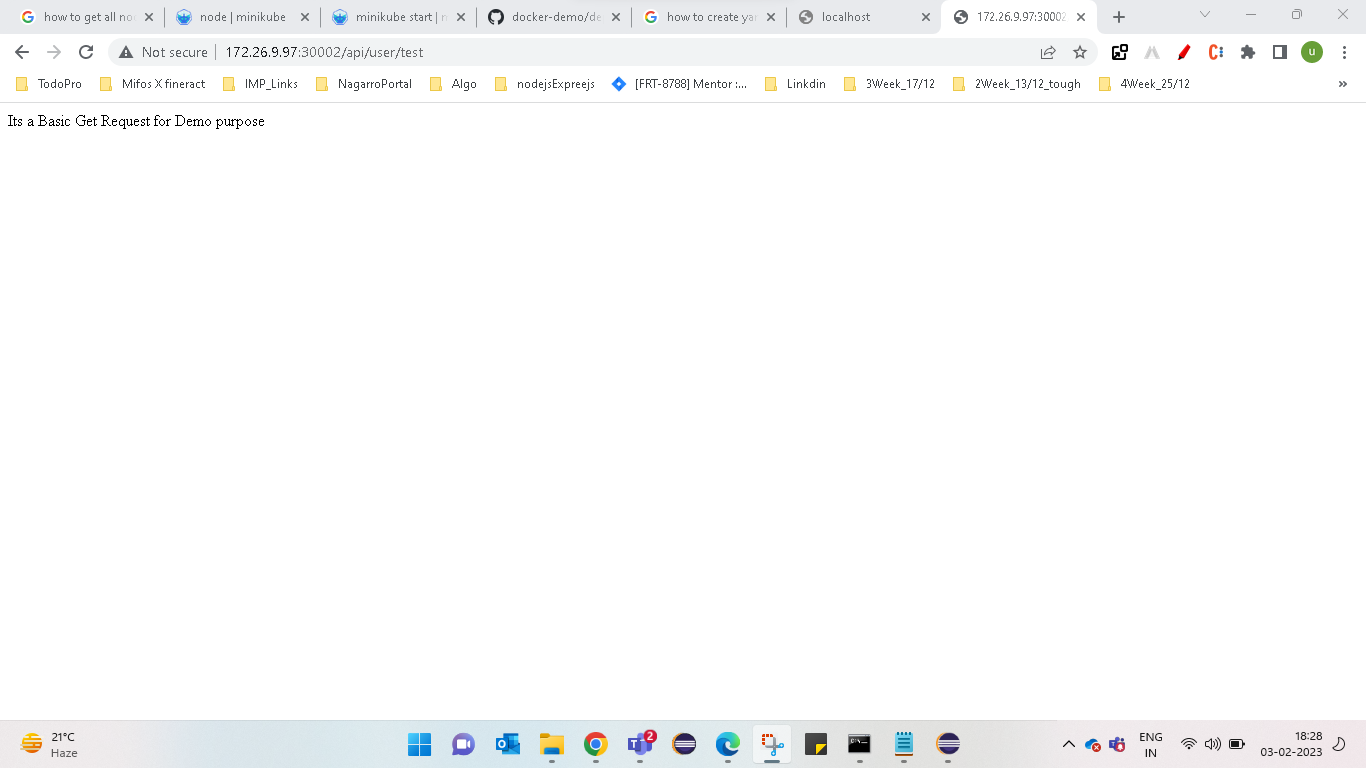 how to get all no
node | minikube
minikube start | n
docker-demo/de
how to create yar
localhost
172.26.9.97:30002
Not secure
172.26.9.97:30002/api/user/test
u
TodoPro
Mifos X fineract
IMP_Links
NagarroPortal
Algo
nodejsExpreejs
[FRT-8788] Mentor :...
Linkdin
3Week_17/12
2Week_13/12_tough
4Week_25/12
»
Its a Basic Get Request for Demo purpose
21°C
Haze
2
ENG
IN
18:28
03-02-2023